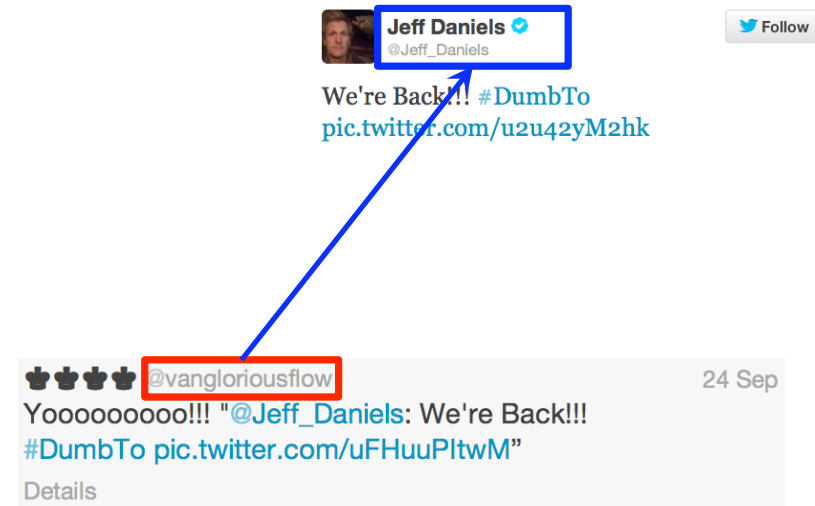 Jeff Daniels
@Jeff_Daniels
Follow
We're Back!!! #DumbTo
pic.twitter.com/u2u42yM2hk
@vangloriousflow
24 Sep
Yooooooooo!!! "@Jeff_Daniels: We're Back!!!
#DumbTo pic.twitter.com/uFHuuPItwM”
Details